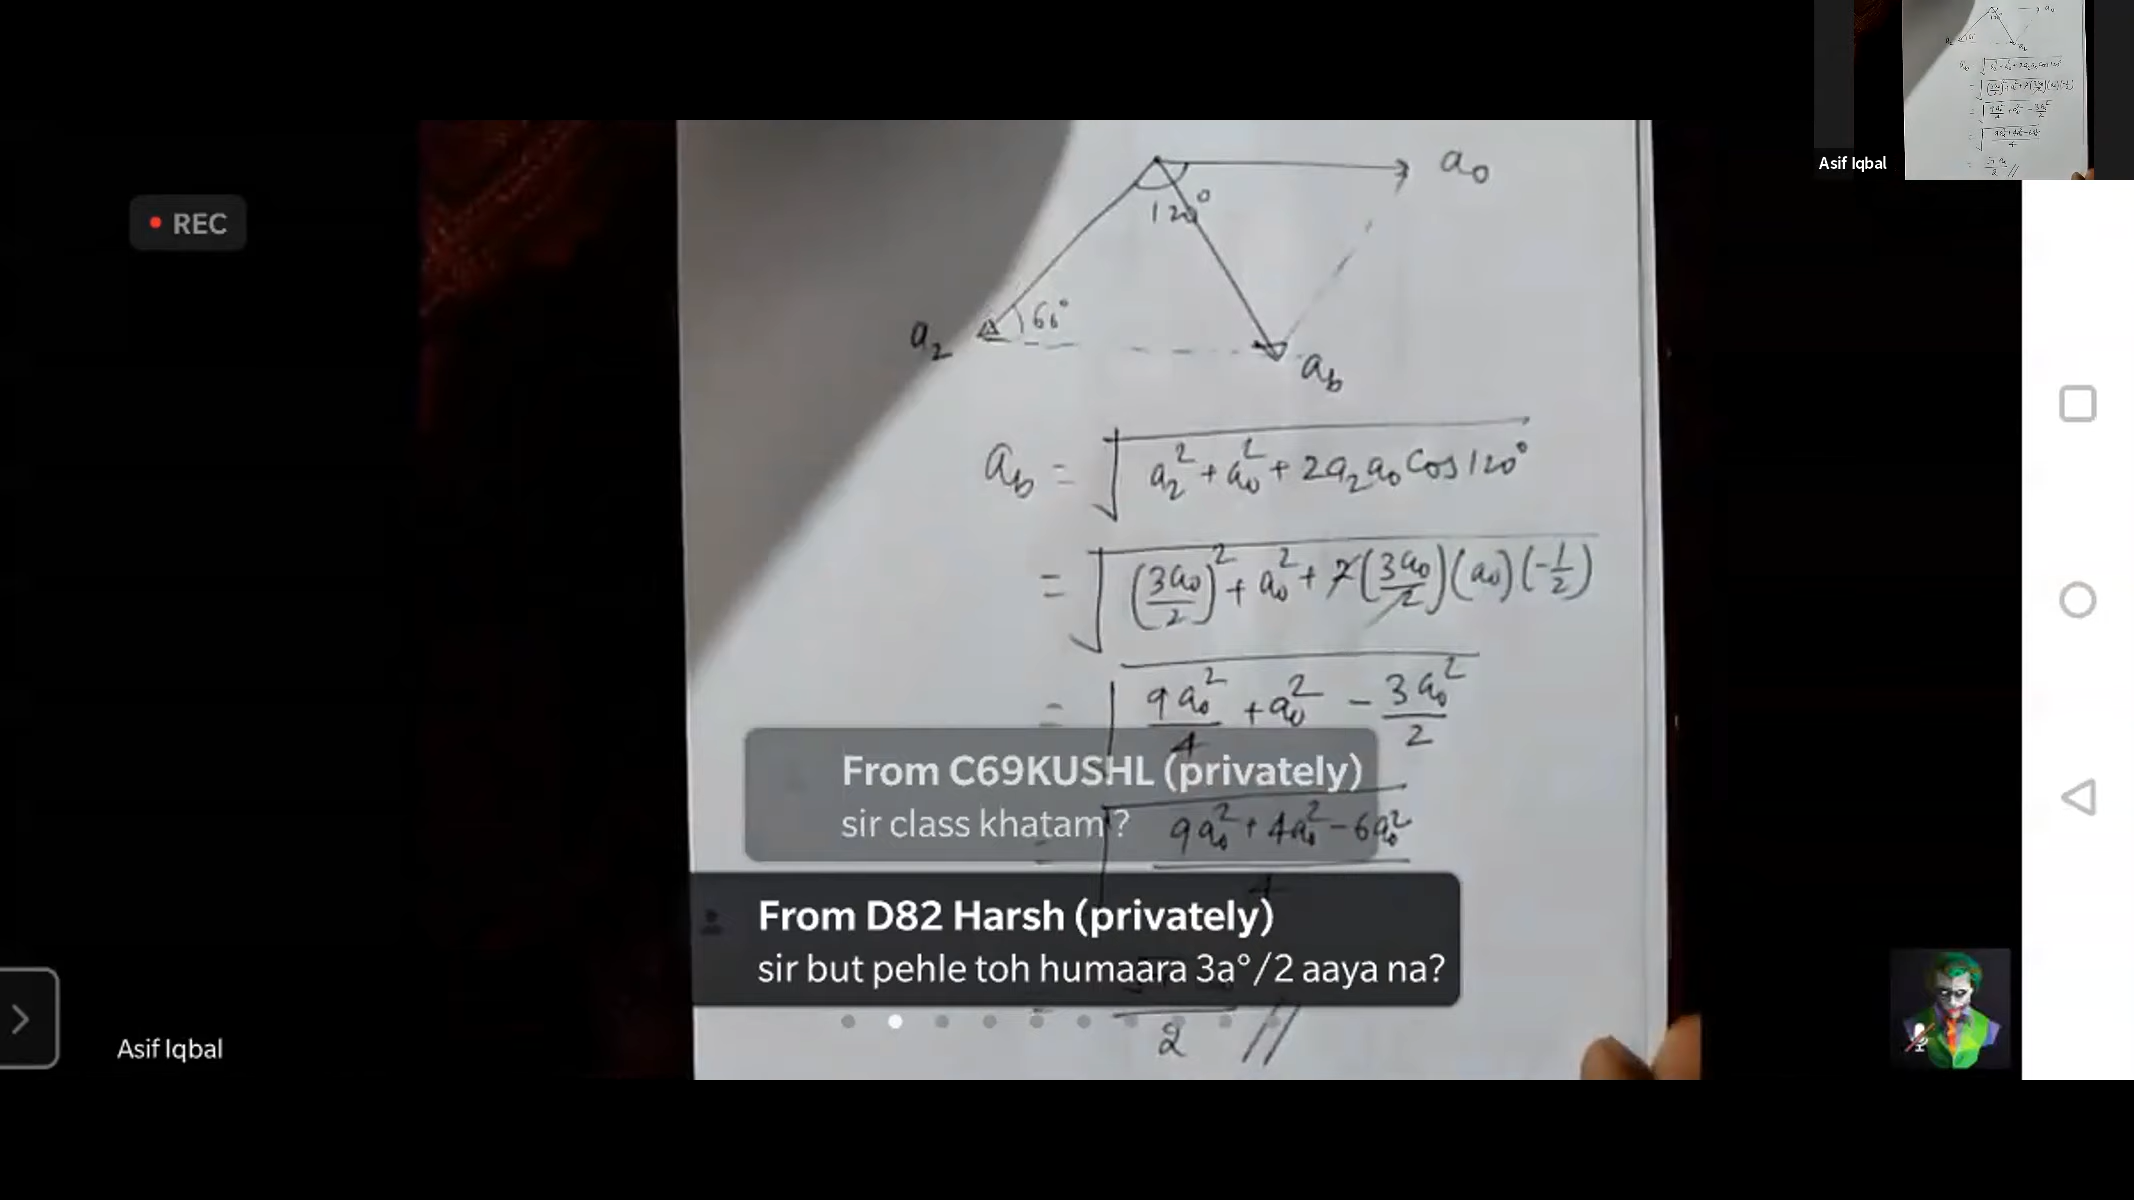 Asif Iqbal
REC
a₀
120°
60°
a₂
a_b
a_b = √(a₂² + a₀² + 2a₂a₀ Cos 120°)
= √((3a₀/2)² + a₀² + 2(3a₀/2)(a₀)(-1/2))
= √(9a₀²/4 + a₀² - 3a₀²/2)
From C69KUSHL (privately)
sir class khatam ?
= √((9a₀² + 4a₀² - 6a₀²)/4)
From D82 Harsh (privately)
sir but pehle toh humaara 3a°/2 aaya na?
2 //
Asif Iqbal